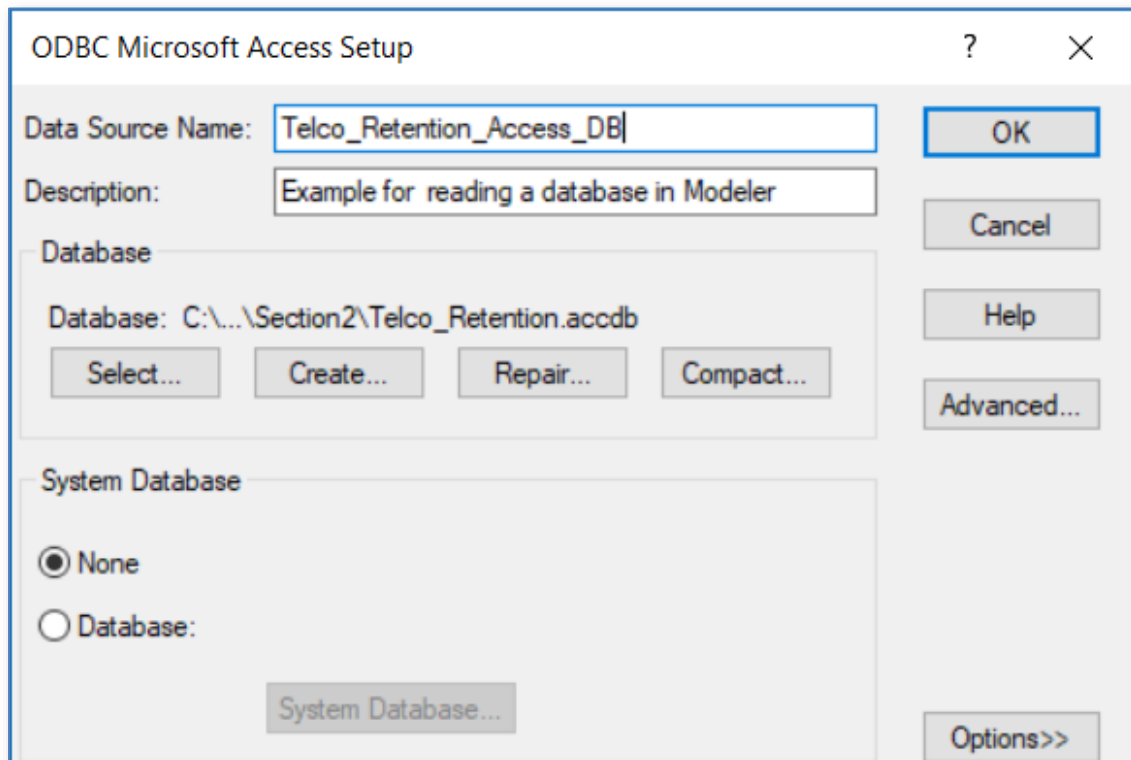 ODBC Microsoft Access Setup ?
Data Source Name: Telco_Retention_Access_DB OK
Description: Example for reading a database in Modeler
Cancel
Database
Database: C:\...\Section2\Telco_Retention.accdb Help
Select... Create... Repair... Compact...
Advanced...
System Database
None
Database:
System Database...
Options>>